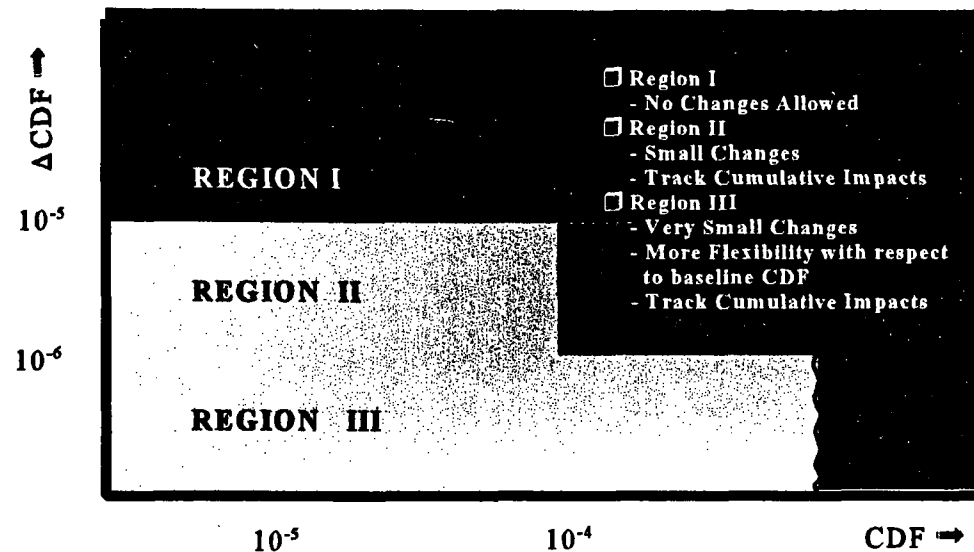 ΔCDF →
❐ Region I
- No Changes Allowed
❐ Region II
- Small Changes
- Track Cumulative Impacts
❐ Region III
- Very Small Changes
- More Flexibility with respect
to baseline CDF
- Track Cumulative Impacts
REGION I
10⁻⁵
REGION II
10⁻⁶
REGION III
10⁻⁵
10⁻⁴
CDF →